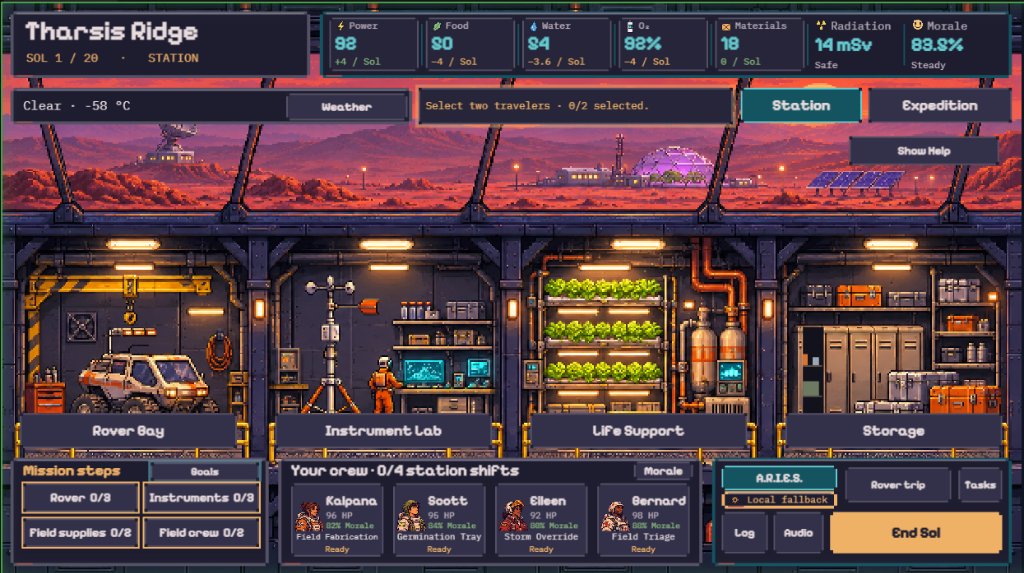 Tharsis Ridge
SOL 1 / 20 · STATION
Power
98
+4 / Sol
Food
80
-4 / Sol
Water
84
-3.6 / Sol
O₂
98%
-4 / Sol
Materials
18
0 / Sol
Radiation
14 mSv
Safe
Morale
83.8%
Steady
Clear · -58 °C
Weather
Select two travelers · 0/2 selected.
Station
Expedition
Show Help
Rover Bay
Instrument Lab
Life Support
Storage
Mission steps
Goals
Rover 0/3
Instruments 0/3
Field supplies 0/2
Field crew 0/2
Your crew · 0/4 station shifts
Morale
Kalpana
96 HP
82% Morale
Field Fabrication
Ready
Scott
95 HP
84% Morale
Germination Tray
Ready
Eileen
92 HP
80% Morale
Storm Override
Ready
Bernard
98 HP
88% Morale
Field Triage
Ready
A.R.I.E.S.
Local fallback
Rover trip
Tasks
Log
Audio
End Sol